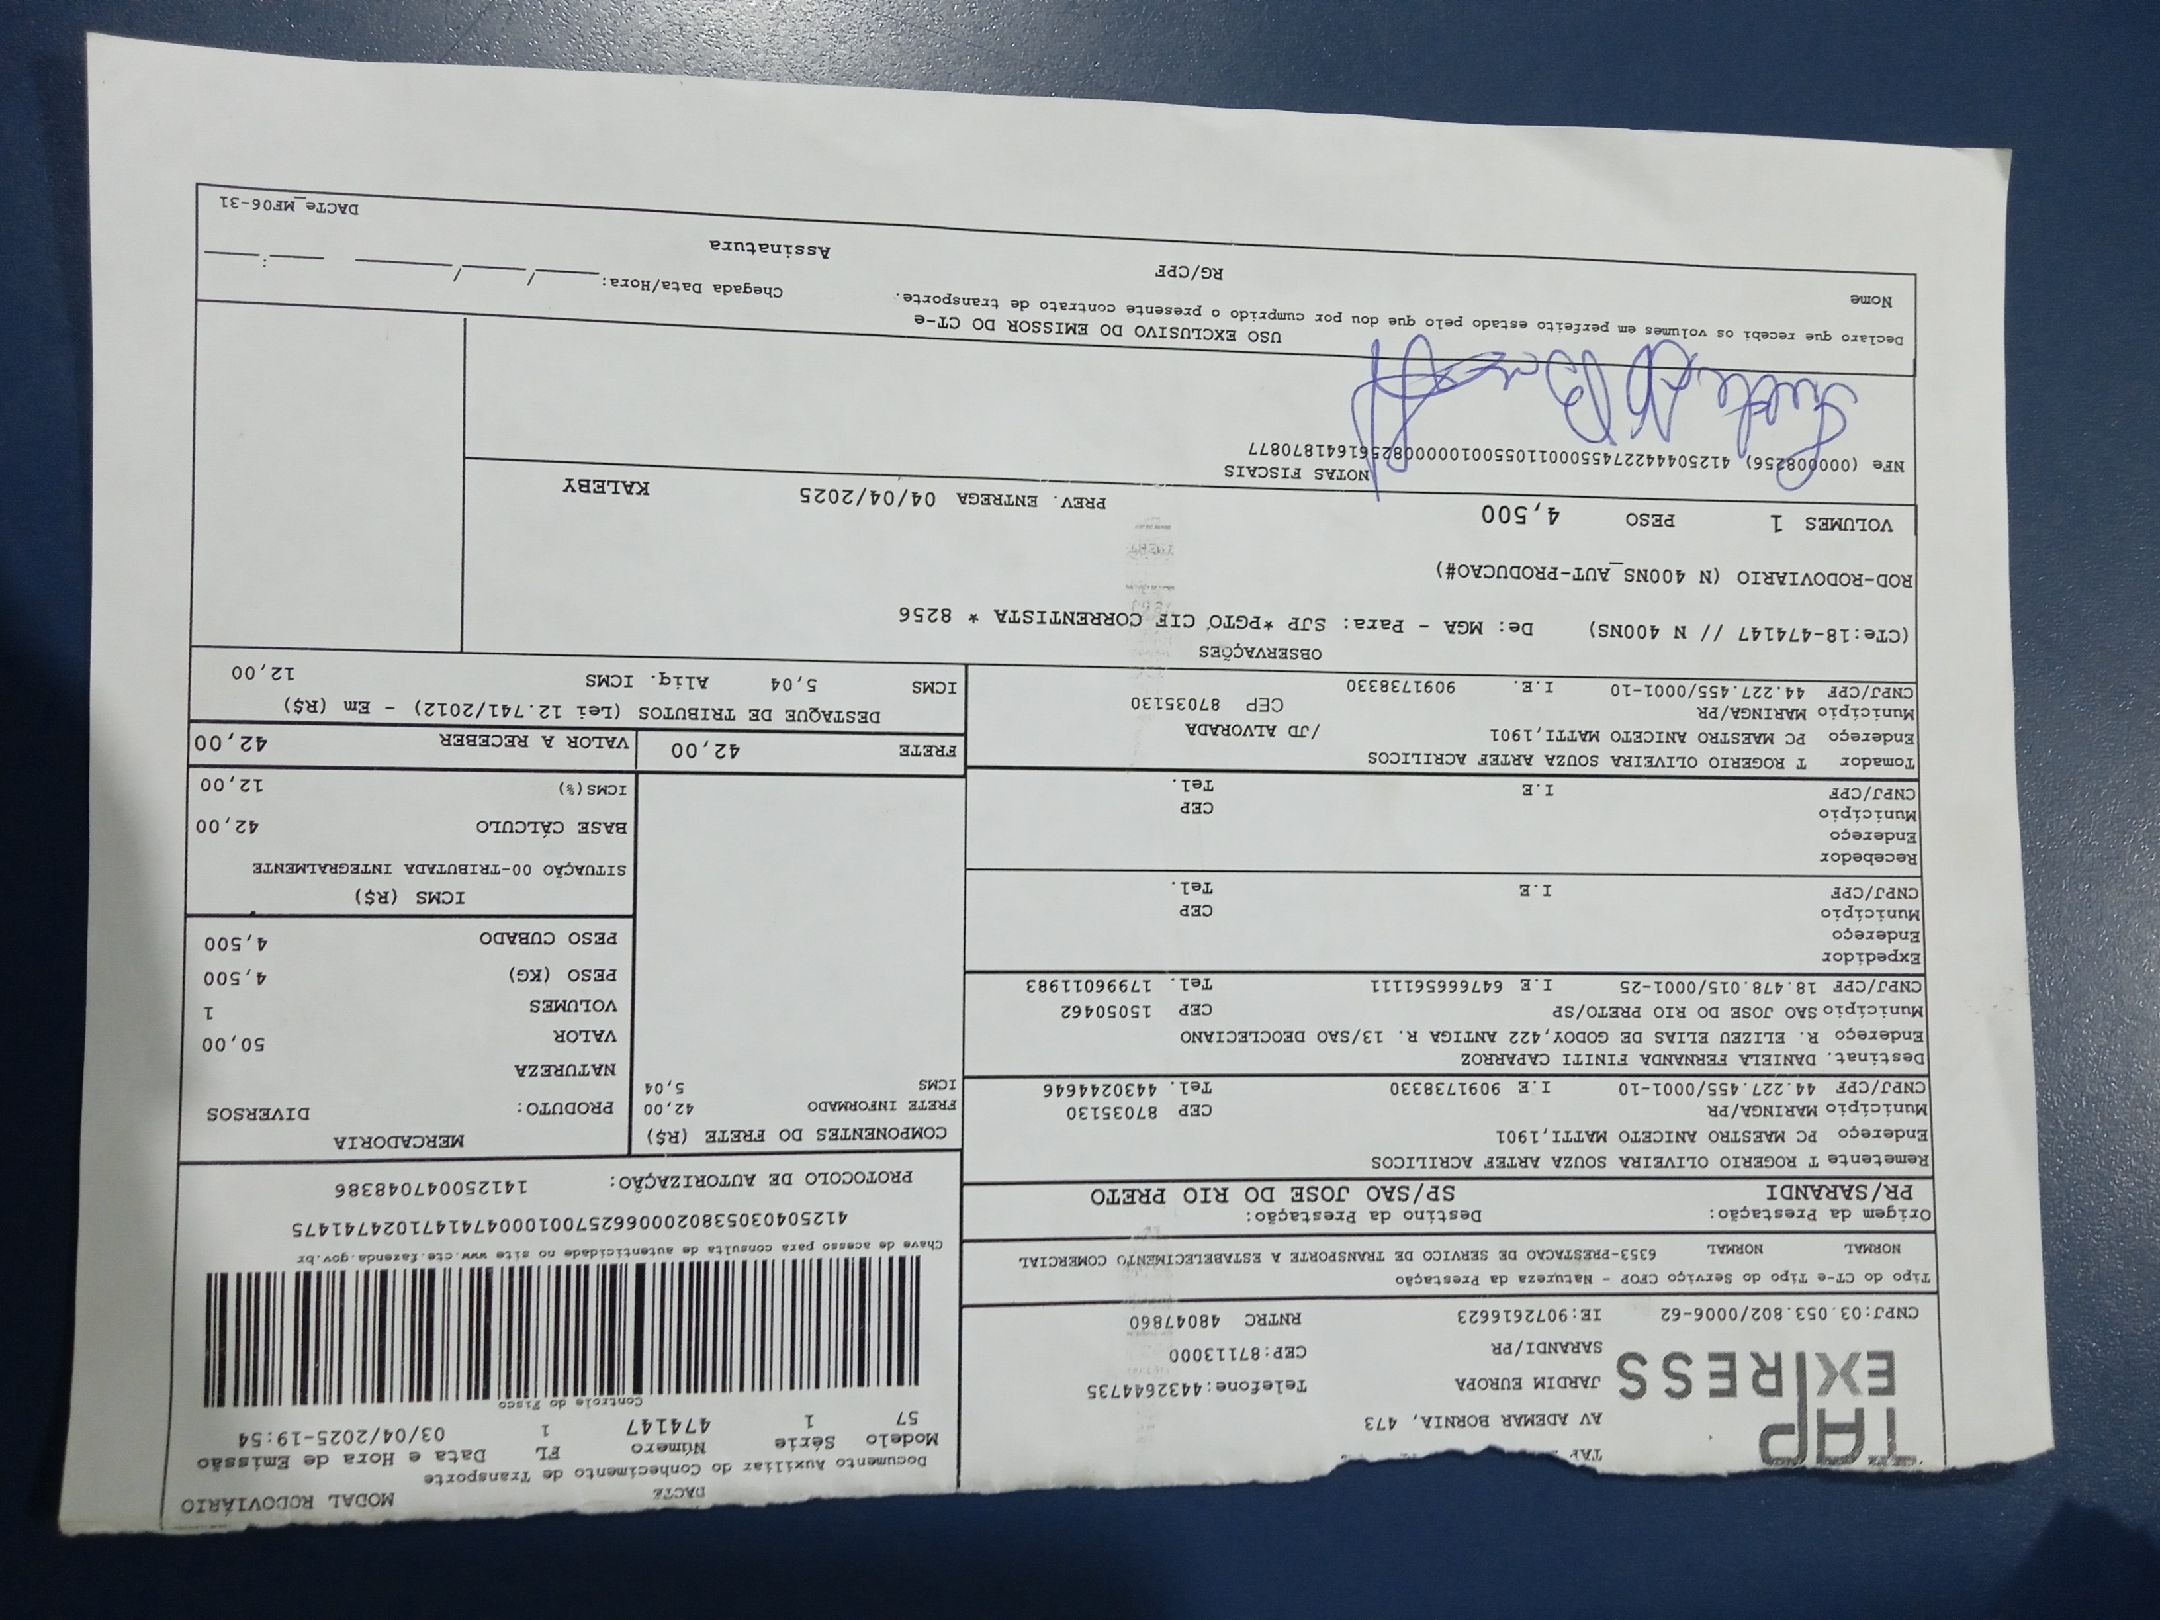 TAP
EXPRESS
TAP
AV ADEMAR BORNIA, 473
JARDIM EUROPA Telefone:4432644735
SARANDI/PR CEP:87113000
CNPJ:03.053.802/0006-62 IE:9072616623 RNTRC 48047860
DACTE MODAL RODOVIÁRIO
Documento Auxiliar do Conhecimento de Transporte
Modelo Série Número FL Data e Hora de Emissão
57 1 474147 1 03/04/2025-19:54
Controle do Fisco
Chave de acesso para consulta de autenticidade no site www.cte.fazenda.gov.br
41250403053802000662570010004741471024741475
PROTOCOLO DE AUTORIZAÇÃO: 141250047048386
Tipo do CT-e Tipo do Serviço CFOP - Natureza da Prestação
NORMAL NORMAL 6353-PRESTACAO DE SERVICO DE TRANSPORTE A ESTABELECIMENTO COMERCIAL
Origem da Prestação: Destino da Prestação:
PR/SARANDI SP/SAO JOSE DO RIO PRETO
Remetente T ROGERIO OLIVEIRA SOUZA ARTEF ACRILICOS
Endereço PC MAESTRO ANICETO MATTI,1901
Município MARINGA/PR CEP 87035130
CNPJ/CPF 44.227.455/0001-10 I.E 9091738330 Tel. 4430244646
Destinat. DANIELA FERNANDA FINITI CAPARROZ
Endereço R. ELIZEU ELIAS DE GODOY,422 ANTIGA R. 13/SAO DEOCLECIANO
Município SAO JOSE DO RIO PRETO/SP CEP 15050462
CNPJ/CPF 18.478.015/0001-25 I.E 647666561111 Tel. 17996011983
Expedidor
Endereço
Município CEP
CNPJ/CPF I.E Tel.
Recebedor
Endereço
Município CEP
CNPJ/CPF I.E Tel.
Tomador T ROGERIO OLIVEIRA SOUZA ARTEF ACRILICOS
Endereço PC MAESTRO ANICETO MATTI,1901 /JD ALVORADA
Município MARINGA/PR CEP 87035130
CNPJ/CPF 44.227.455/0001-10 I.E. 9091738330
COMPONENTES DO FRETE (R$)
FRETE INFORMADO 42,00
ICMS 5,04
MERCADORIA
PRODUTO: DIVERSOS
NATUREZA
VALOR 50,00
VOLUMES 1
PESO (KG) 4,500
PESO CUBADO 4,500
ICMS (R$)
SITUAÇÃO 00-TRIBUTADA INTEGRALMENTE
BASE CÁLCULO 42,00
ICMS(%) 12,00
FRETE 42,00 VALOR A RECEBER 42,00
DESTAQUE DE TRIBUTOS (Lei 12.741/2012) - Em (R$)
ICMS 5,04 Aliq. ICMS 12,00
OBSERVAÇÕES
(CTe:18-474147 // N 400NS) De: MGA - Para: SJP *PGTO CIF CORRENTISTA * 8256
ROD-RODOVIARIO (N 400NS_AUT-PRODUCAO#)
VOLUMES 1 PESO 4,500 PREV. ENTREGA 04/04/2025 KALEBY
NOTAS FISCAIS
NFe (000008256) 41250444227455000110550010000082561641870877
USO EXCLUSIVO DO EMISSOR DO CT-e
Declaro que recebi os volumes em perfeito estado pelo que dou por cumprido o presente contrato de transporte.
Chegada Data/Hora: ____/____/______ ____:____
Nome RG/CPF Assinatura
DACTe_MF06-31